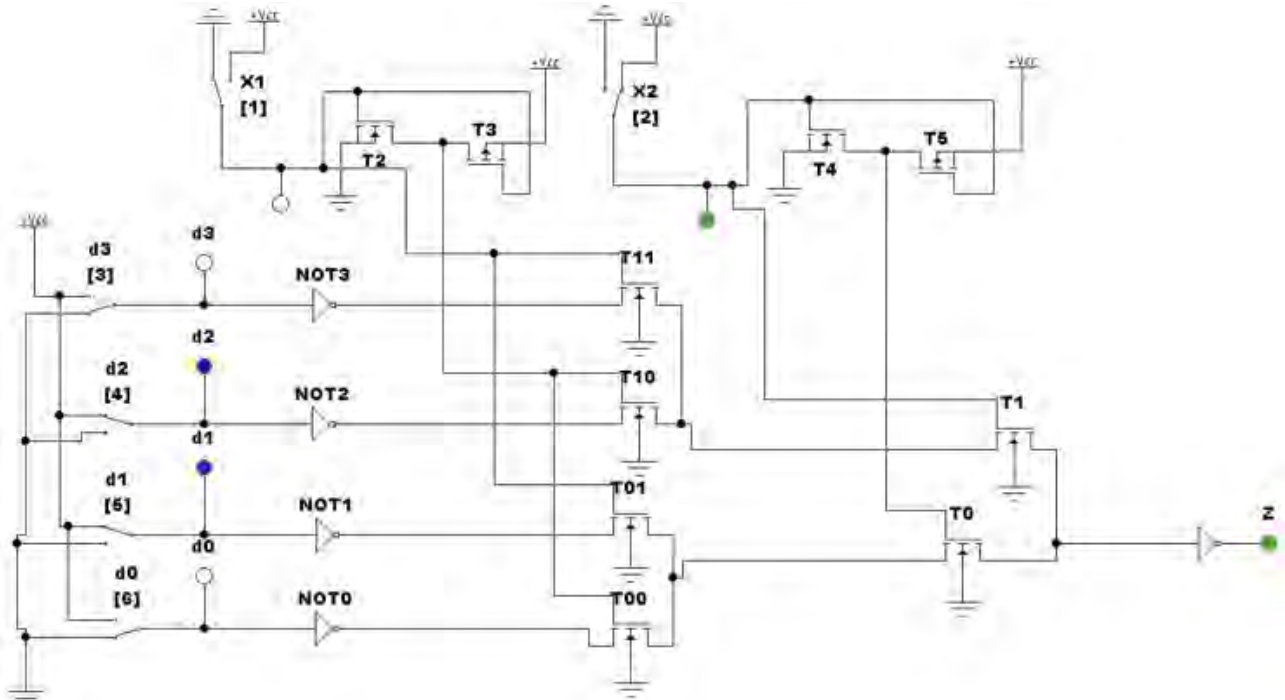 +Vcc
+Vcc
X1
[1]
X2
[2]
+Vcc
+Vcc
T3
T2
T5
T4
+Vcc
d3
d3
[3]
NOT3
T11
d2
d2
[4]
NOT2
T10
T1
d1
d1
[5]
NOT1
T01
T0
Z
d0
d0
[6]
NOT0
T00